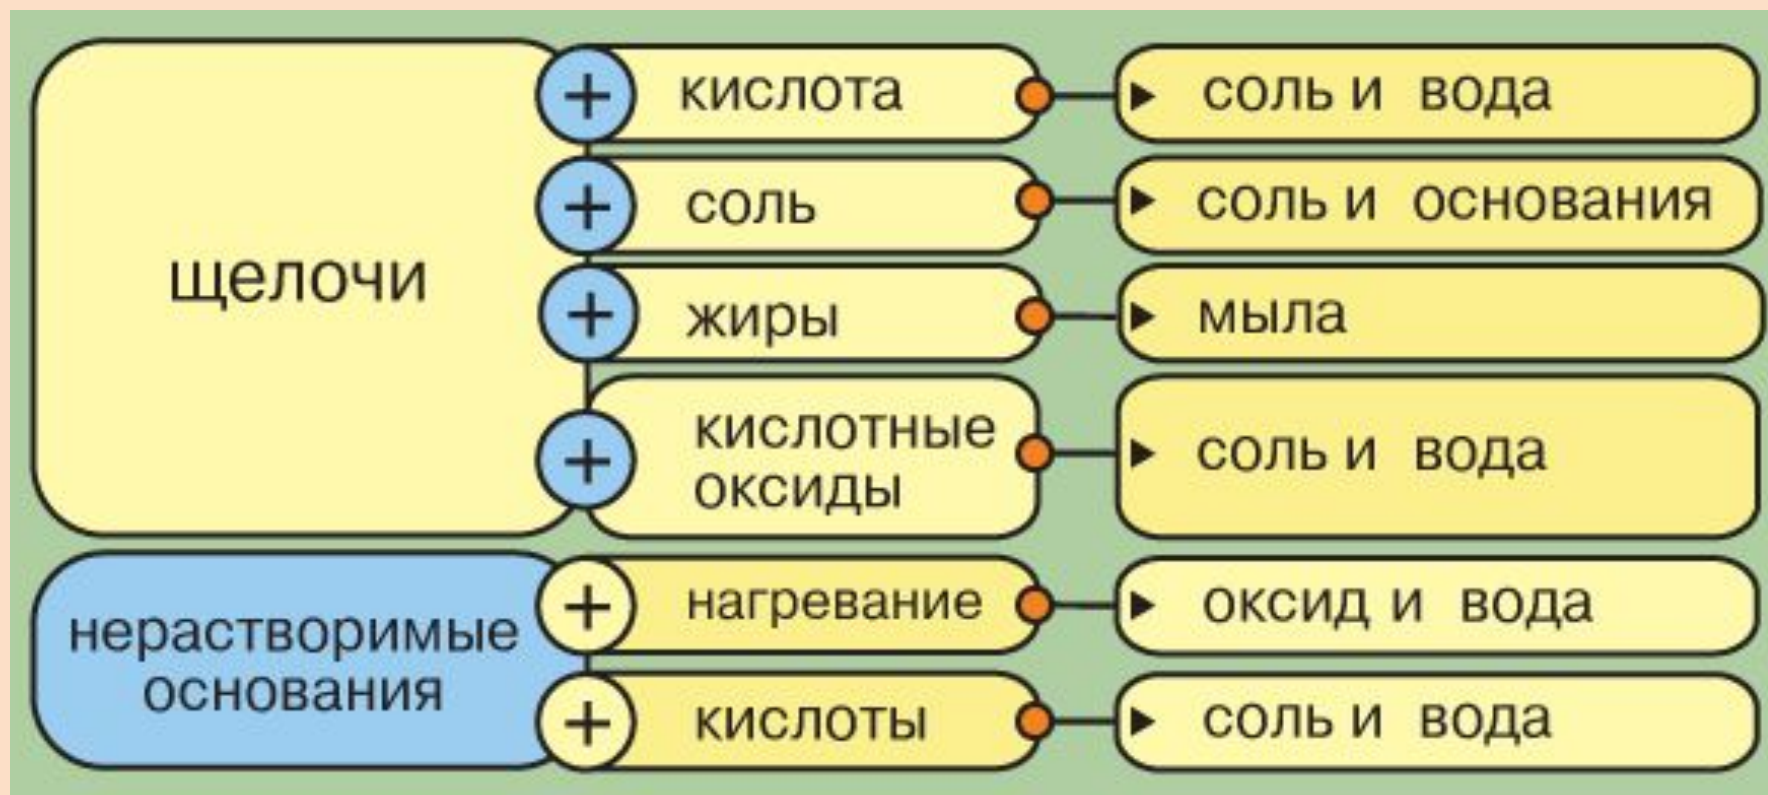 щелочи
+ кислота
соль и вода
+ соль
соль и основания
+ жиры
мыла
+ кислотные
оксиды
соль и вода
нерастворимые
основания
+ нагревание
оксид и вода
+ кислоты
соль и вода